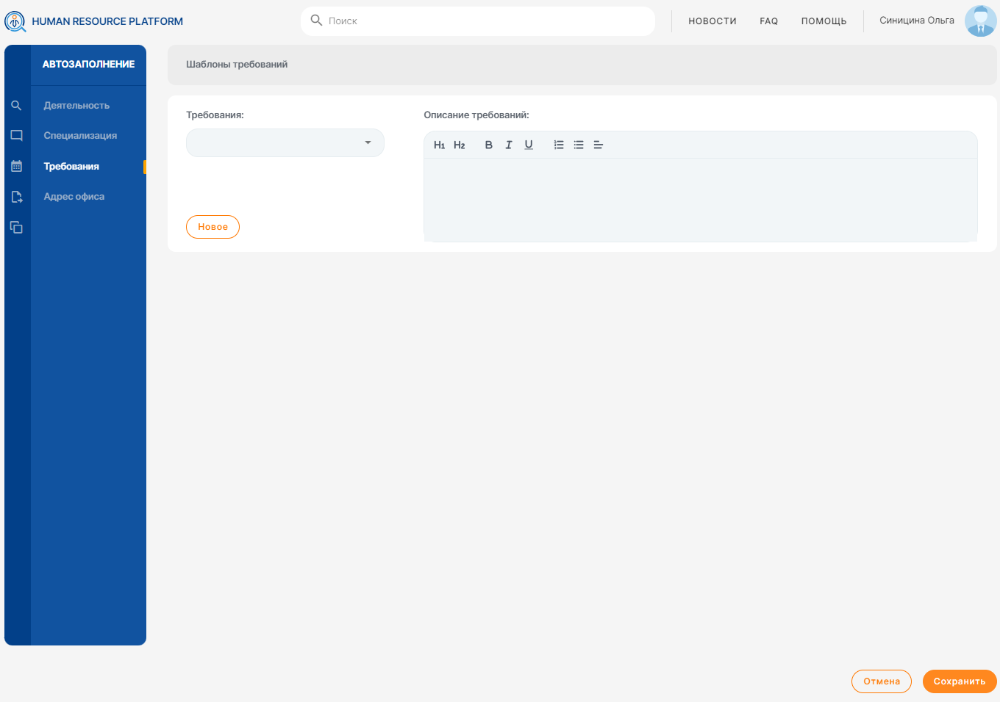 HUMAN RESOURCE PLATFORM
Поиск
НОВОСТИ
FAQ
ПОМОЩЬ
Синицина Ольга
АВТОЗАПОЛНЕНИЕ
Деятельность
Специализация
Требования
Адрес офиса
Шаблоны требований
Требования:
Новое
Описание требований:
H1 H2 B I U
Отмена
Сохранить